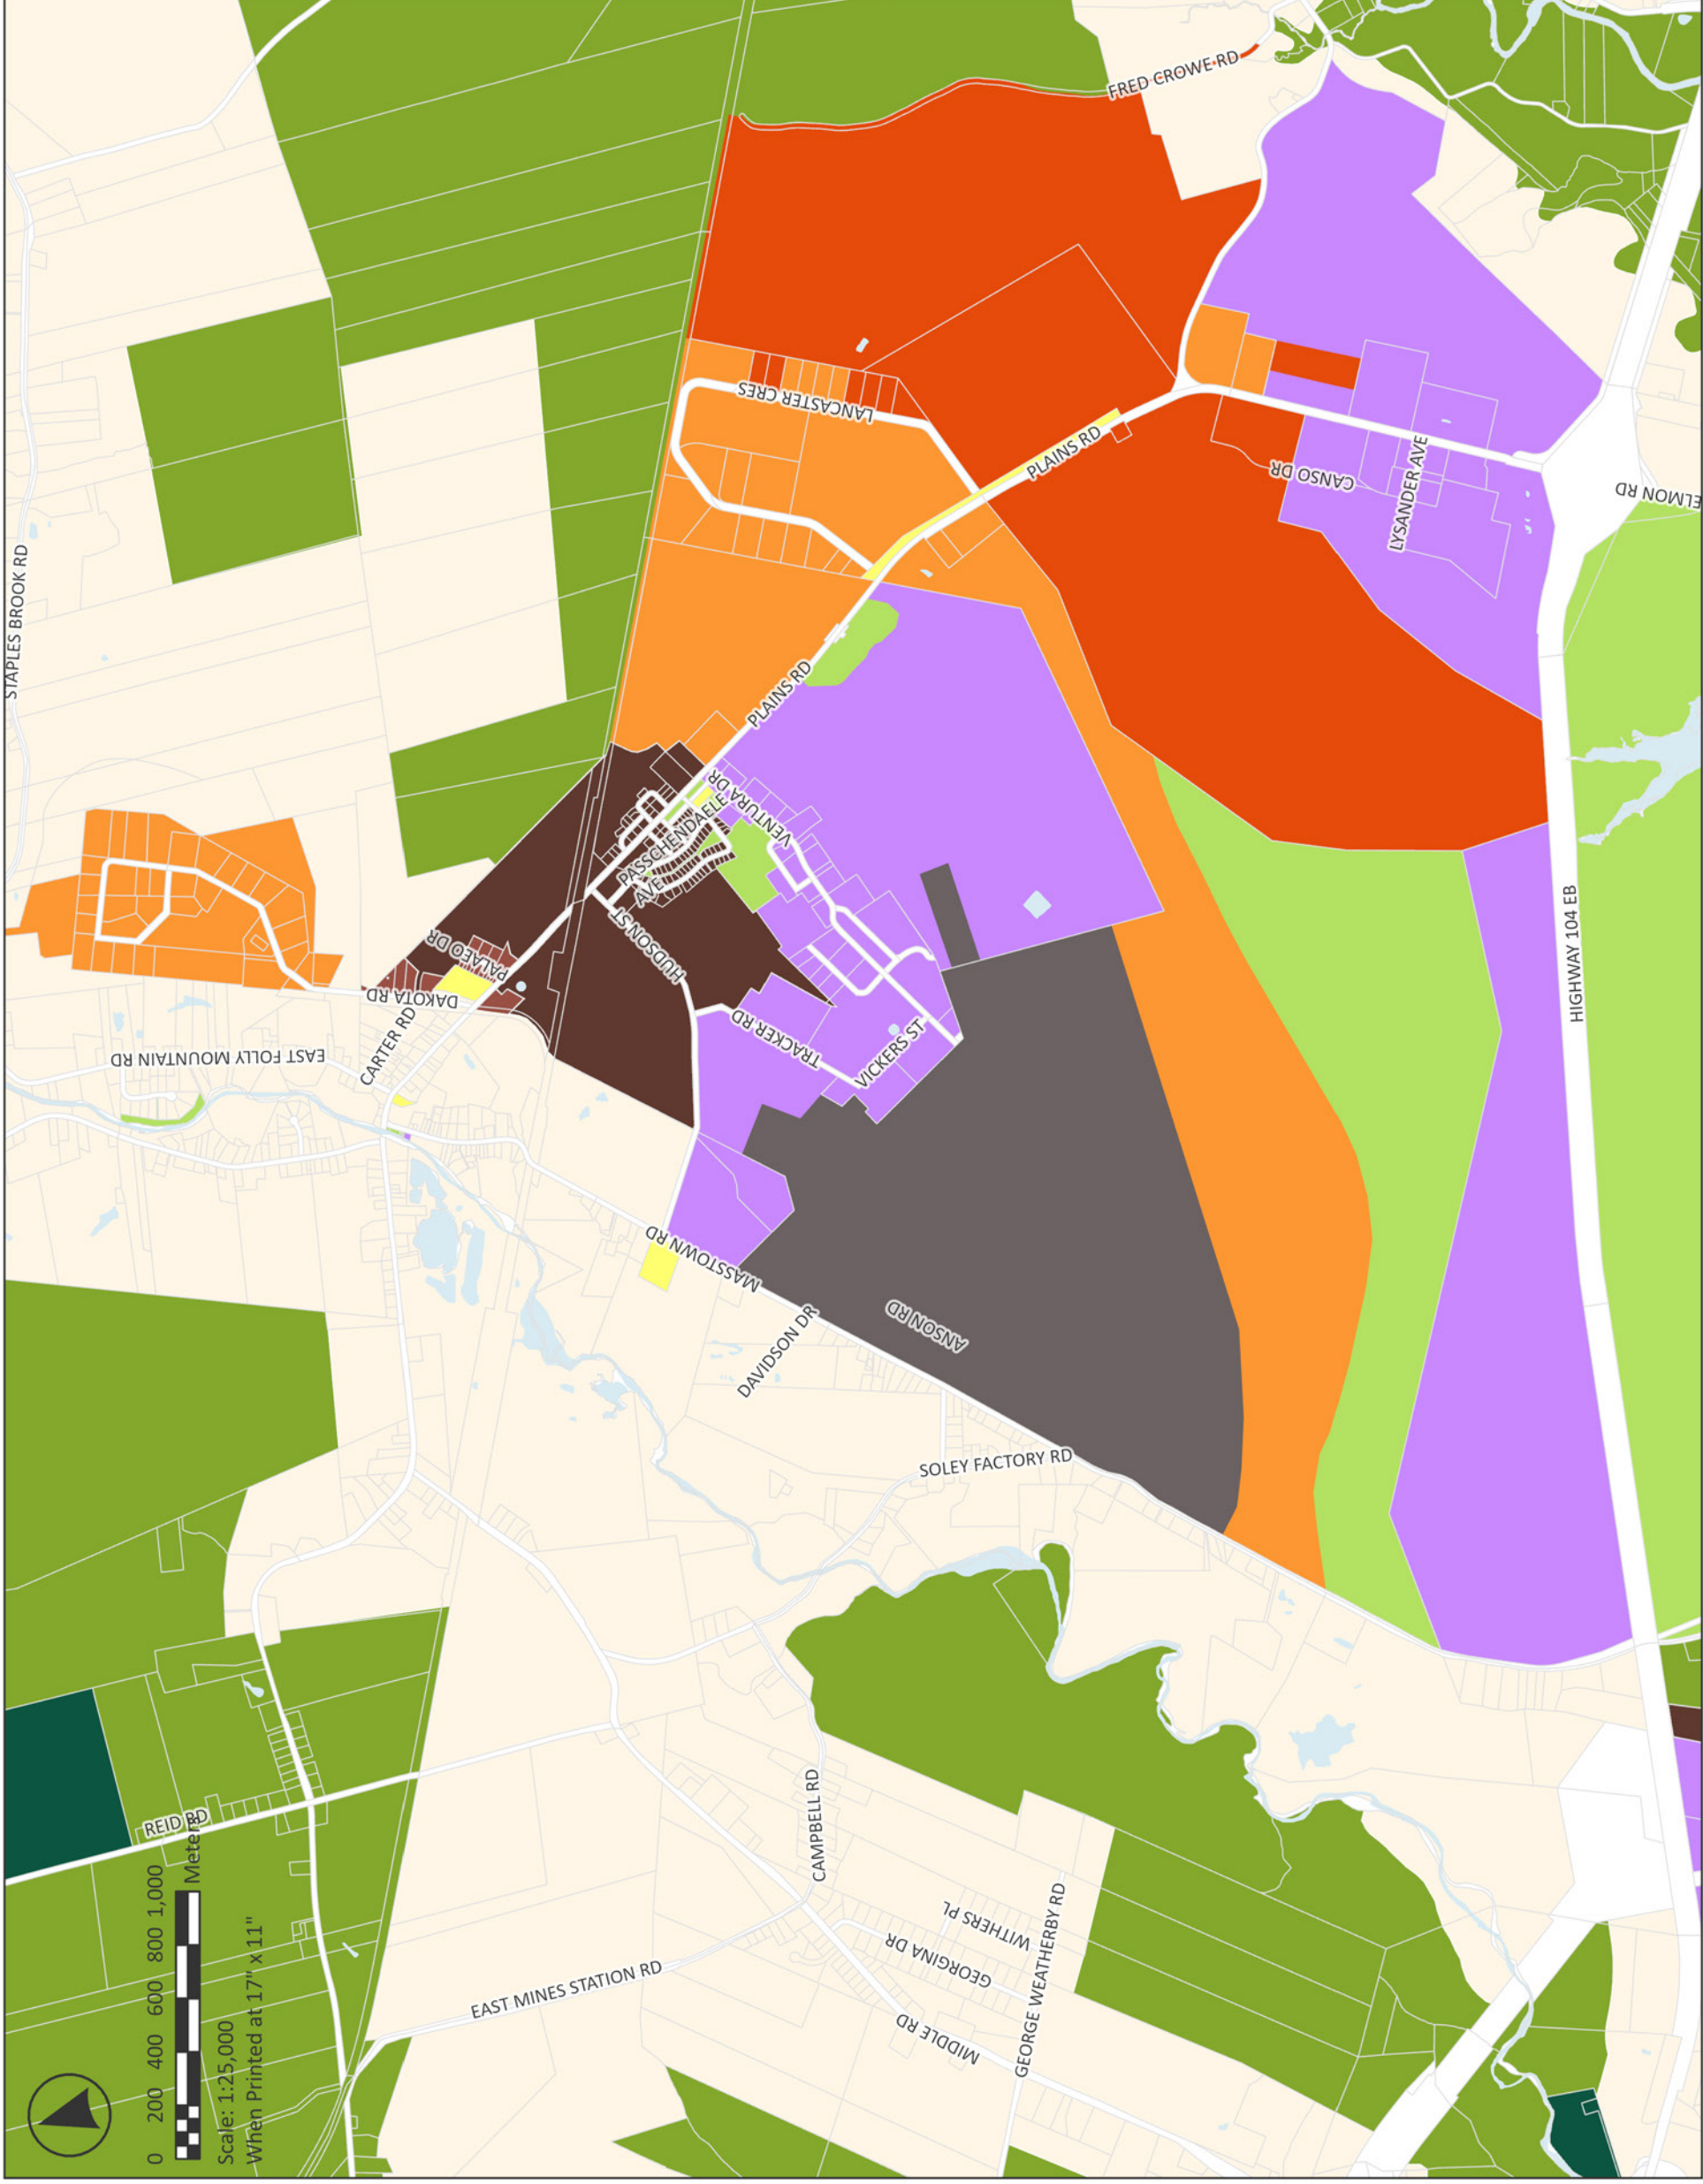 STAPLES BROOK RD
FRED CROWE RD
LANCASTER CRES
PLAINS RD
CANSO DR
LYSANDER AVE
ELMON RD
PLAINS RD
VENTURA DR
PASSCHENDAELE
AVE
HUDSON ST
PALAEO DR
DAKOTA RD
CARTER RD
EAST FOLLY MOUNTAIN RD
TRACKER RD
VICKERS ST
HIGHWAY 104 EB
MASSTOWN RD
DAVIDSON DR
ANSON RD
SOLEY FACTORY RD
CAMPBELL RD
REID RD
EAST MINES STATION RD
WITHERS PL
GEORGINA DR
GEORGE WEATHERBY RD
MIDDLE RD
0 200 400 600 800 1,000
Meters
Scale: 1:25,000
When Printed at 17" x 11"